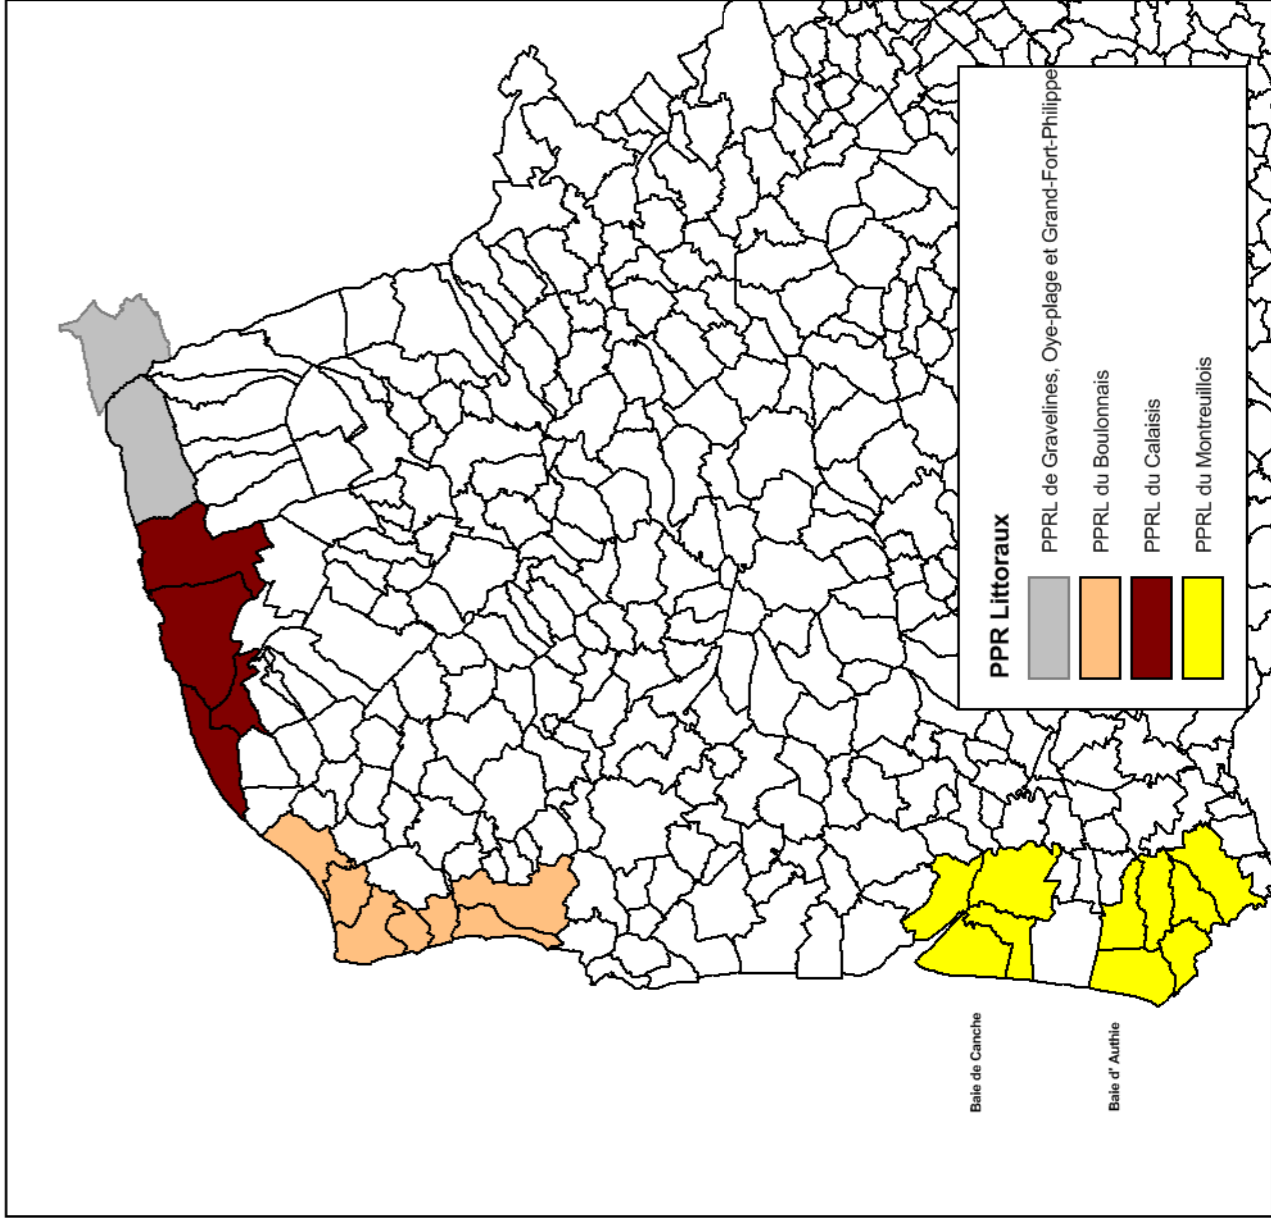 PPR Littoraux
PPRL de Gravelines, Oye-plage et Grand-Fort-Philippe
PPRL du Boulonnais
PPRL du Calaisis
PPRL du Montreuillois
Baie de Canche
Baie d' Authie